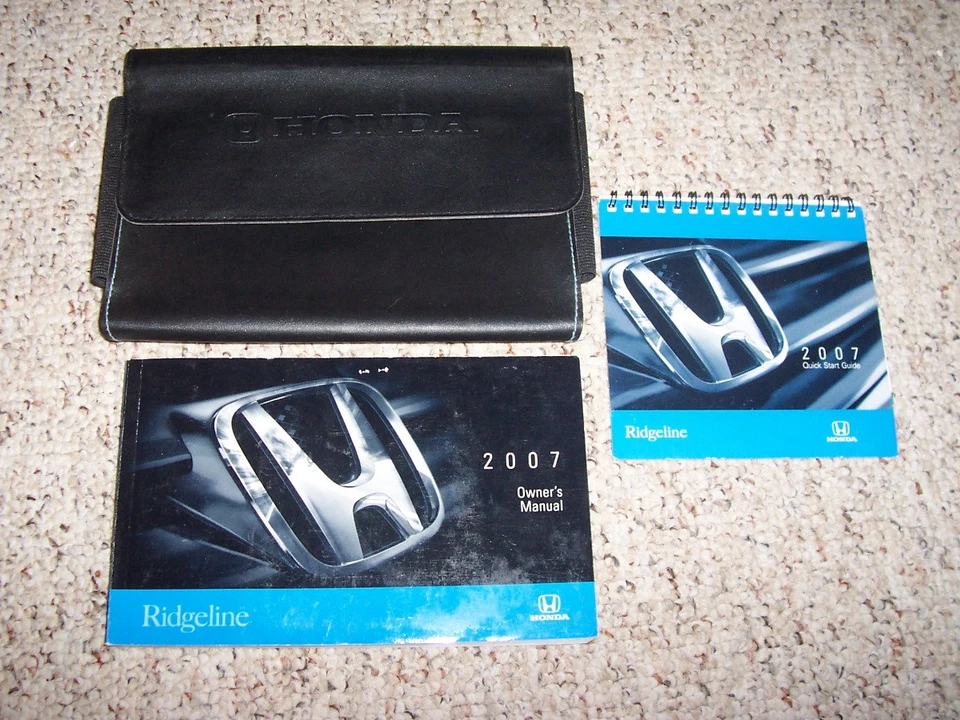 HONDA
2007
Quick Start Guide
Ridgeline
HONDA
2007
Owner's
Manual
Ridgeline
HONDA